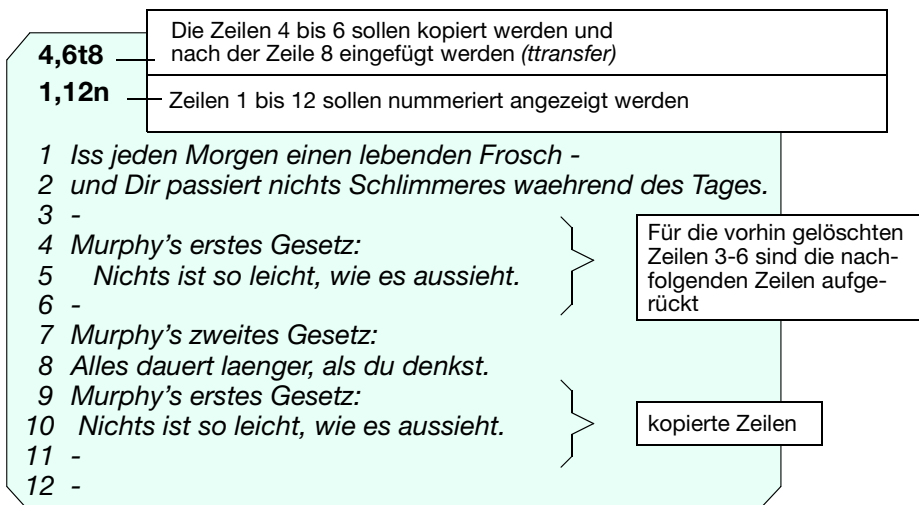 4,6t8
Die Zeilen 4 bis 6 sollen kopiert werden und
nach der Zeile 8 eingefügt werden (ttransfer)
1,12n
Zeilen 1 bis 12 sollen nummeriert angezeigt werden
1 Iss jeden Morgen einen lebenden Frosch -
2 und Dir passiert nichts Schlimmeres waehrend des Tages.
3 -
4 Murphy's erstes Gesetz:
5 Nichts ist so leicht, wie es aussieht.
6 -
Für die vorhin gelöschten
Zeilen 3-6 sind die nach-
folgenden Zeilen aufge-
rückt
7 Murphy's zweites Gesetz:
8 Alles dauert laenger, als du denkst.
9 Murphy's erstes Gesetz:
10 Nichts ist so leicht, wie es aussieht.
11 -
kopierte Zeilen
12 -